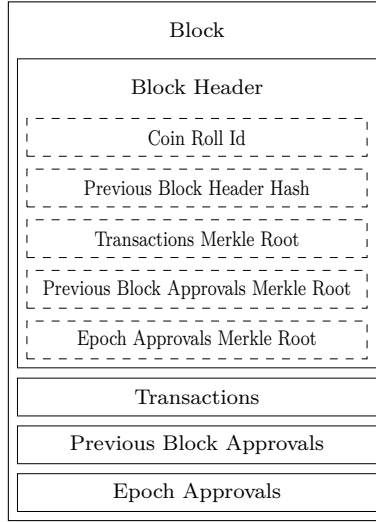 Block
Block Header
Coin Roll Id
Previous Block Header Hash
Transactions Merkle Root
Previous Block Approvals Merkle Root
Epoch Approvals Merkle Root
Transactions
Previous Block Approvals
Epoch Approvals